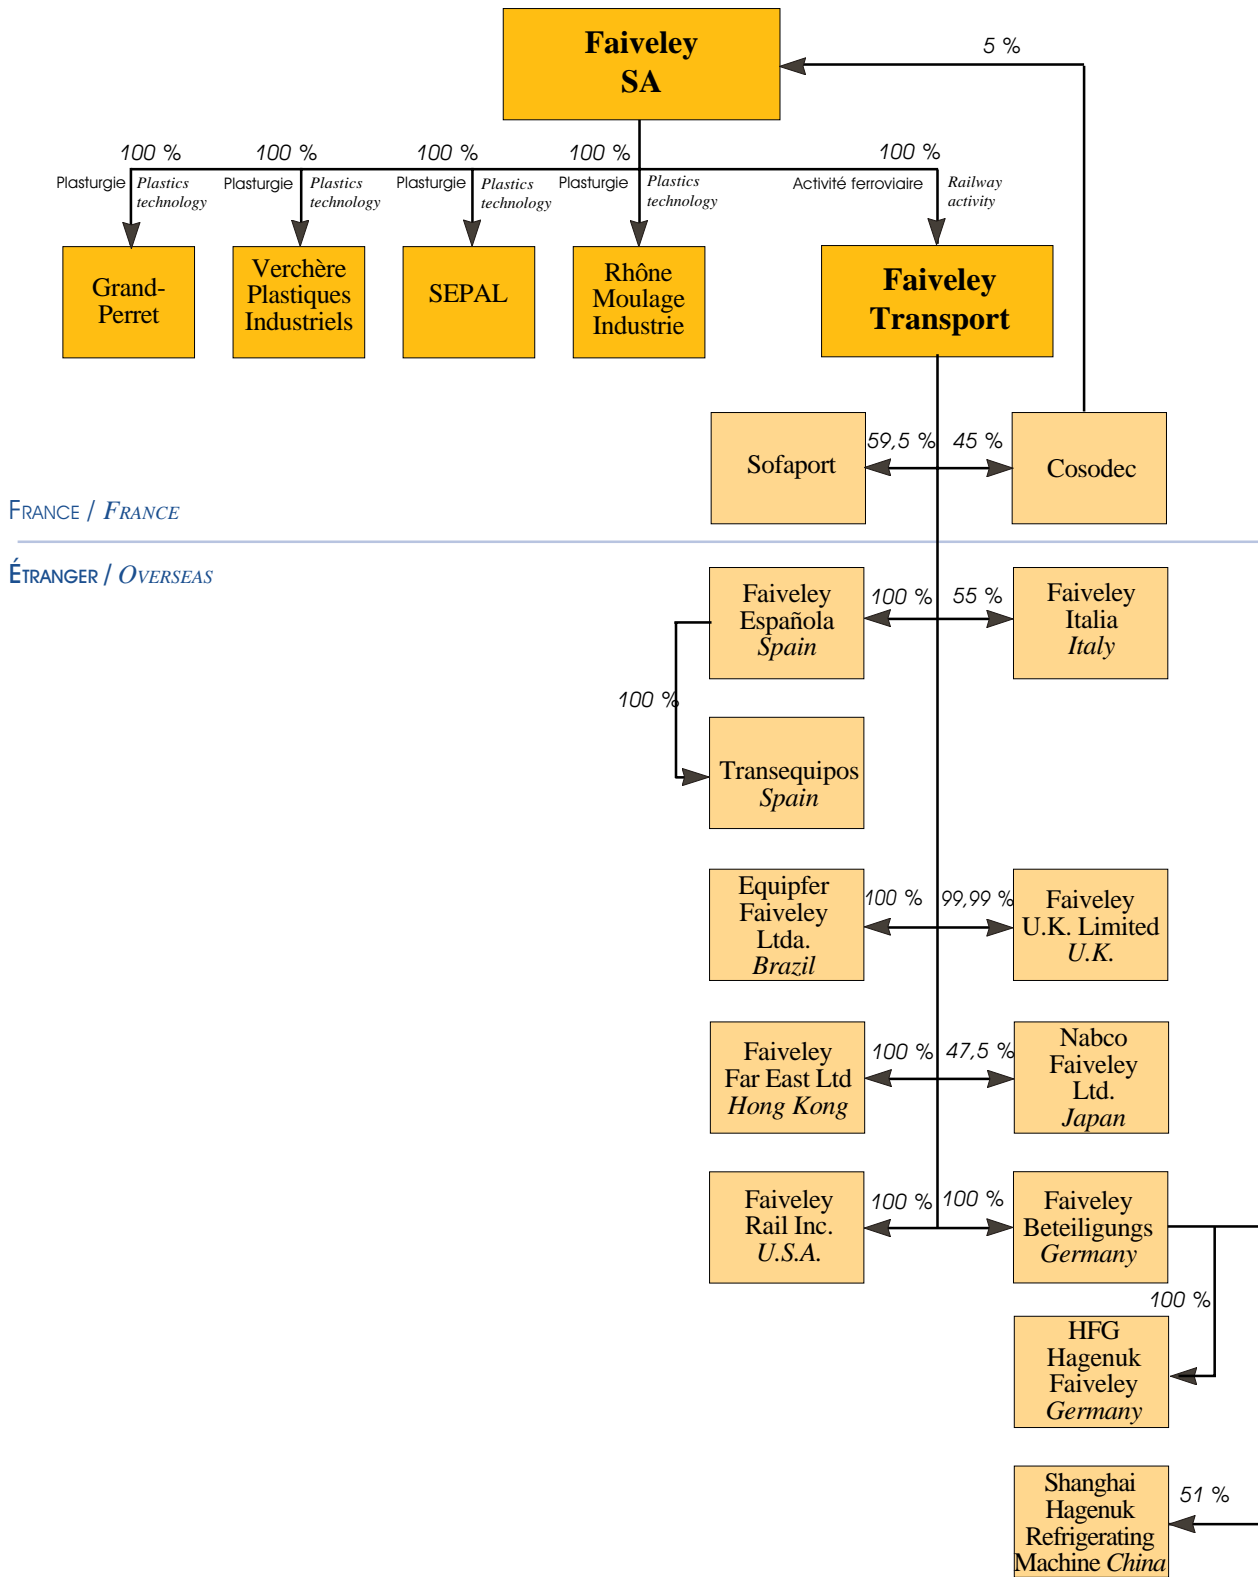 Faiveley
SA
5 %
100 %
100 %
100 %
100 %
100 %
Plasturgie
Plastics
technology
Plasturgie
Plastics
technology
Plasturgie
Plastics
technology
Plasturgie
Plastics
technology
Activité ferroviaire
Railway
activity
Grand-
Perret
Verchère
Plastiques
Industriels
SEPAL
Rhône
Moulage
Industrie
Faiveley
Transport
Sofaport
59,5 %
45 %
Cosodec
FRANCE / FRANCE
ÉTRANGER / OVERSEAS
Faiveley
Española
Spain
100 %
55 %
Faiveley
Italia
Italy
100 %
Transequipos
Spain
Equipfer
Faiveley
Ltda.
Brazil
100 %
99,99 %
Faiveley
U.K. Limited
U.K.
Faiveley
Far East Ltd
Hong Kong
100 %
47,5 %
Nabco
Faiveley
Ltd.
Japan
Faiveley
Rail Inc.
U.S.A.
100 %
100 %
Faiveley
Beteiligungs
Germany
100 %
HFG
Hagenuk
Faiveley
Germany
Shanghai
Hagenuk
Refrigerating
Machine China
51 %